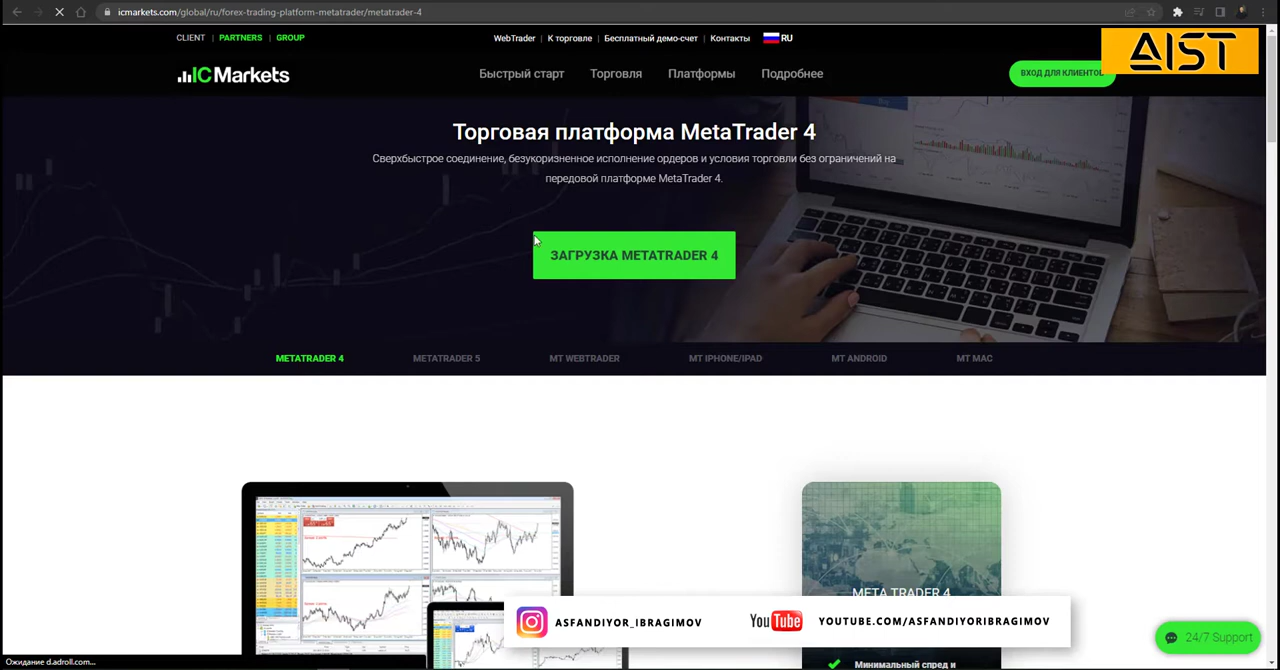 icmarkets.com/global/ru/forex-trading-platform-metatrader/metatrader-4
CLIENT | PARTNERS | GROUP
WebTrader | К торговле | Бесплатный демо-счет | Контакты RU
AIST
ICMarkets
Быстрый старт Торговля Платформы Подробнее
ВХОД ДЛЯ КЛИЕНТОВ
Торговая платформа MetaTrader 4
Сверхбыстрое соединение, безукоризненное исполнение ордеров и условия торговли без ограничений на
передовой платформе MetaTrader 4.
ЗАГРУЗКА METATRADER 4
METATRADER 4 METATRADER 5 MT WEBTRADER MT IPHONE/IPAD MT ANDROID MT MAC
META TRADER 4
ASFANDIYOR_IBRAGIMOV
YouTube YOUTUBE.COM/ASFANDIYORIBRAGIMOV
24/7 Support
Минимальный спред и
Ожидание d.adroll.com...